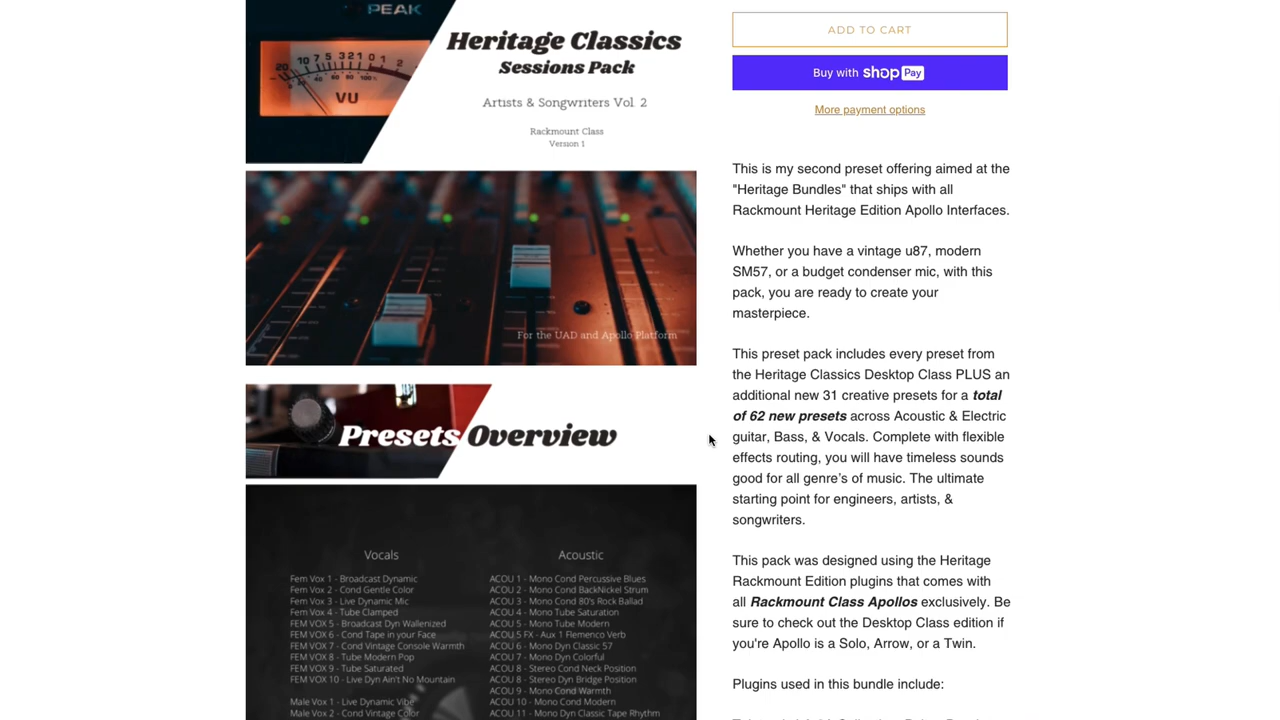 PEAK
20 10 7 5 3 2 1 0 1 2
VU
Heritage Classics
Sessions Pack
Artists & Songwriters Vol. 2
Rackmount Class
Version 1
For the UAD and Apollo Platform
Presets Overview
Vocals
Fem Vox 1 - Broadcast Dynamic
Fem Vox 2 - Cond Gentle Color
Fem Vox 3 - Live Dynamic Mic
Fem Vox 4 - Tube Clamped
FEM VOX 5 - Broadcast Dyn Wallenized
FEM VOX 6 - Cond Tape in your Face
FEM VOX 7 - Cond Vintage Console Warmth
FEM VOX 8 - Tube Modern Pop
FEM VOX 9 - Tube Saturated
FEM VOX 10 - Live Dyn Ain't No Mountain
Male Vox 1 - Live Dynamic Vibe
Male Vox 2 - Cond Vintage Color
Acoustic
ACOU 1 - Mono Cond Percussive Blues
ACOU 2 - Mono Cond BackNickel Strum
ACOU 3 - Mono Cond 80's Rock Ballad
ACOU 4 - Mono Tube Saturation
ACOU 5 - Mono Tube Modern
ACOU 5 FX - Aux 1 Flemenco Verb
ACOU 6 - Mono Dyn Classic 57
ACOU 7 - Mono Dyn Colorful
ACOU 8 - Stereo Cond Neck Position
ACOU 8 - Stereo Dyn Bridge Position
ACOU 9 - Mono Cond Warmth
ACOU 10 - Mono Cond Modern
ACOU 11 - Mono Dyn Classic Tape Rhythm
ADD TO CART
Buy with shop Pay
More payment options
This is my second preset offering aimed at the
"Heritage Bundles" that ships with all
Rackmount Heritage Edition Apollo Interfaces.
Whether you have a vintage u87, modern
SM57, or a budget condenser mic, with this
pack, you are ready to create your
masterpiece.
This preset pack includes every preset from
the Heritage Classics Desktop Class PLUS an
additional new 31 creative presets for a total
of 62 new presets across Acoustic & Electric
guitar, Bass, & Vocals. Complete with flexible
effects routing, you will have timeless sounds
good for all genre's of music. The ultimate
starting point for engineers, artists, &
songwriters.
This pack was designed using the Heritage
Rackmount Edition plugins that comes with
all Rackmount Class Apollos exclusively. Be
sure to check out the Desktop Class edition if
you're Apollo is a Solo, Arrow, or a Twin.
Plugins used in this bundle include: